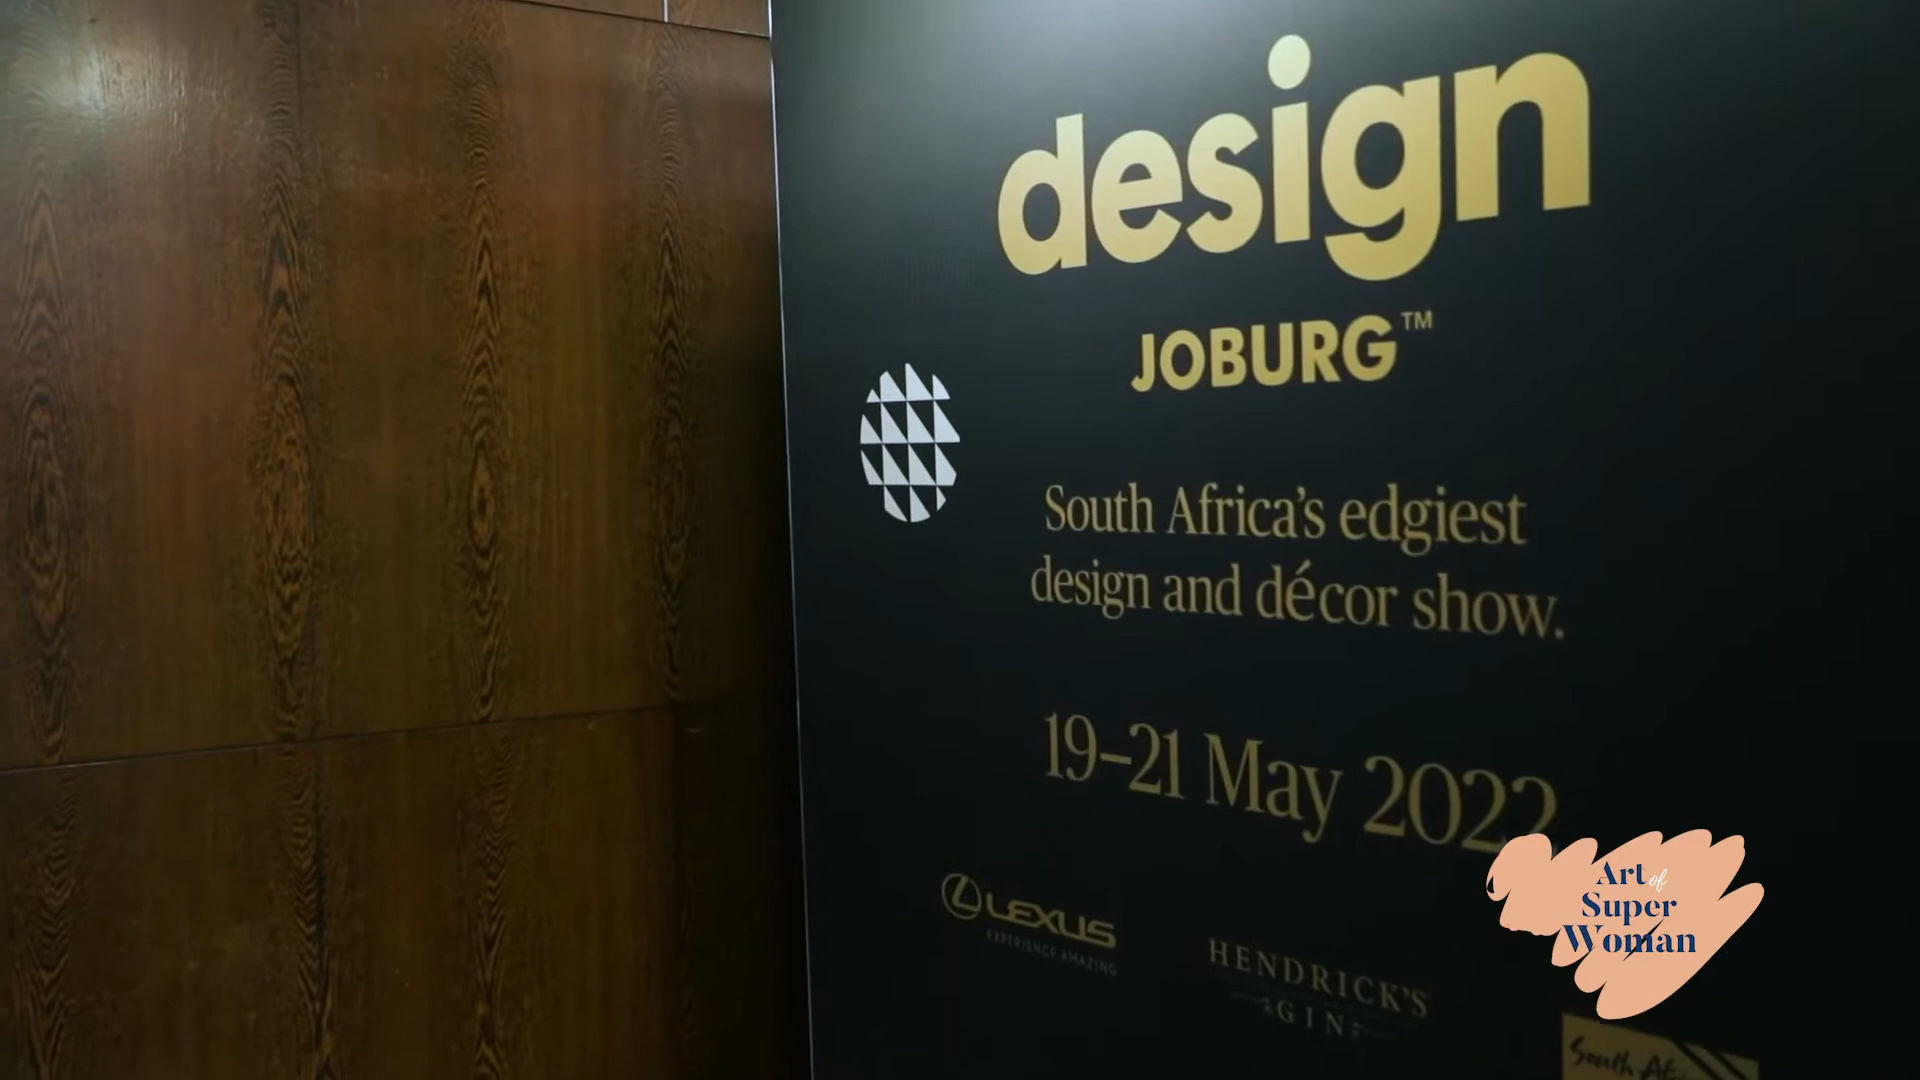 design
JOBURG™
South Africa's edgiest
design and décor show.
19–21 May 2022
LEXUS
EXPERIENCE AMAZING
HENDRICK'S
GIN
Art of
Super
Woman
South